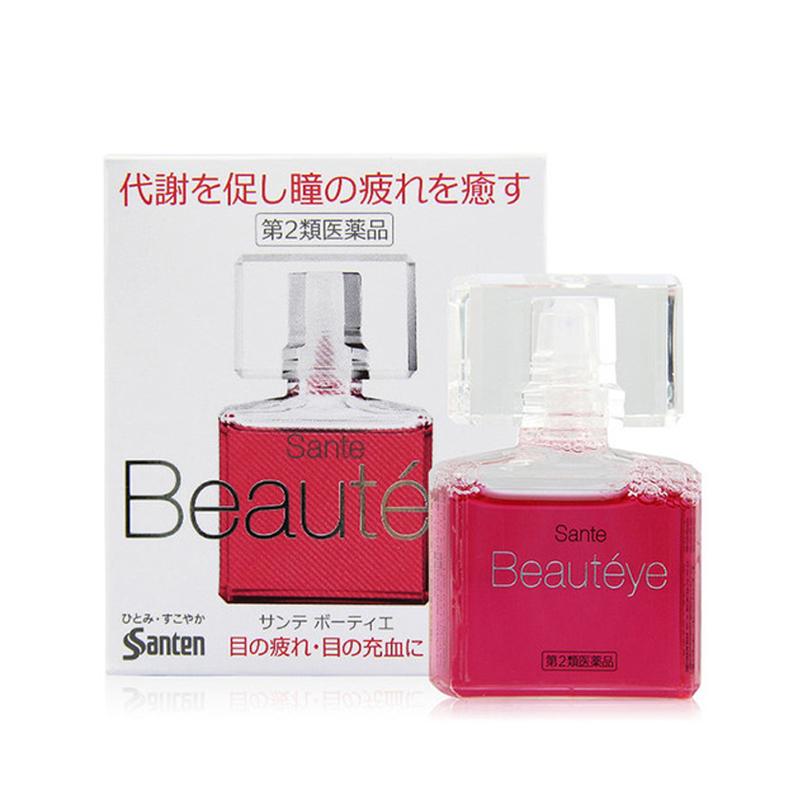 代謝を促し瞳の疲れを癒す
第2類医薬品
Sante
Beauté
ひとみ・すこやか
Santen
サンテ ボーティエ
目の疲れ・目の充血に
Sante
Beautéye
第2類医薬品